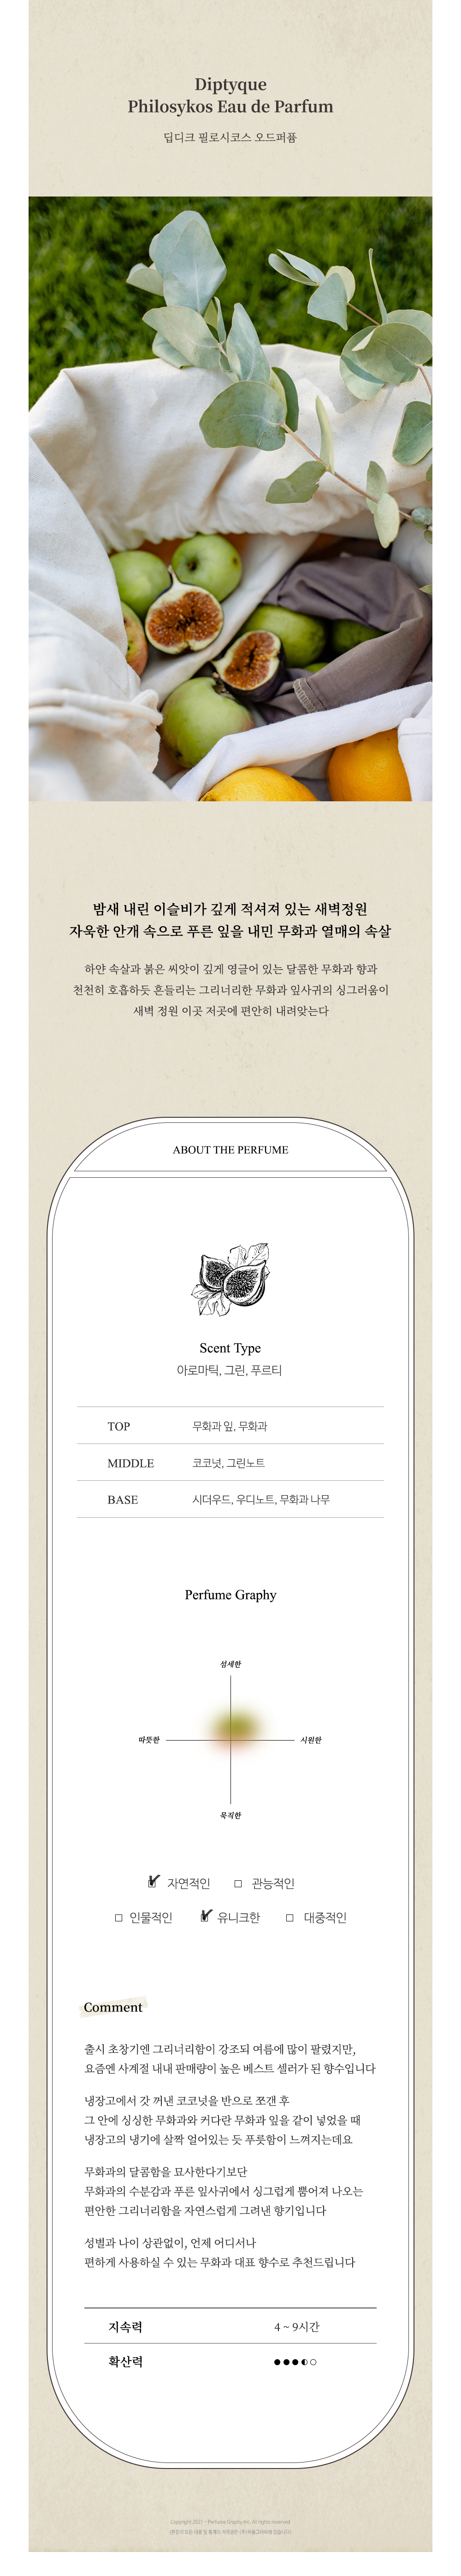 Diptyque
Philosykos Eau de Parfum
딥디크 필로시코스 오드퍼퓸
밤새 내린 이슬비가 깊게 적셔져 있는 새벽정원
자욱한 안개 속으로 푸른 잎을 내민 무화과 열매의 속살
하얀 속살과 붉은 씨앗이 깊게 영글어 있는 달콤한 무화과 향과
천천히 호흡하듯 흔들리는 그리너리한 무화과 잎사귀의 싱그러움이
새벽 정원 이곳 저곳에 편안히 내려앉는다
ABOUT THE PERFUME
Scent Type
아로마틱, 그린, 푸르티
TOP 무화과 잎, 무화과
MIDDLE 코코넛, 그린노트
BASE 시더우드, 우디노트, 무화과 나무
Perfume Graphy
섬세한
따뜻한 시원한
묵직한
자연적인 관능적인
인물적인 유니크한 대중적인
Comment
출시 초창기엔 그리너리함이 강조되 여름에 많이 팔렸지만,
요즘엔 사계절 내내 판매량이 높은 베스트 셀러가 된 향수입니다
냉장고에서 갓 꺼낸 코코넛을 반으로 쪼갠 후
그 안에 싱싱한 무화과와 커다란 무화과 잎을 같이 넣었을 때
냉장고의 냉기에 살짝 얼어있는 듯 푸릇함이 느껴지는데요
무화과의 달콤함을 묘사한다기보단
무화과의 수분감과 푸른 잎사귀에서 싱그럽게 뿜어져 나오는
편안한 그리너리함을 자연스럽게 그려낸 향기입니다
성별과 나이 상관없이, 언제 어디서나
편하게 사용하실 수 있는 무화과 대표 향수로 추천드립니다
지속력 4 ~ 9시간
확산력
Copyright 2021. Perfume Graphy Inc. All rights reserved